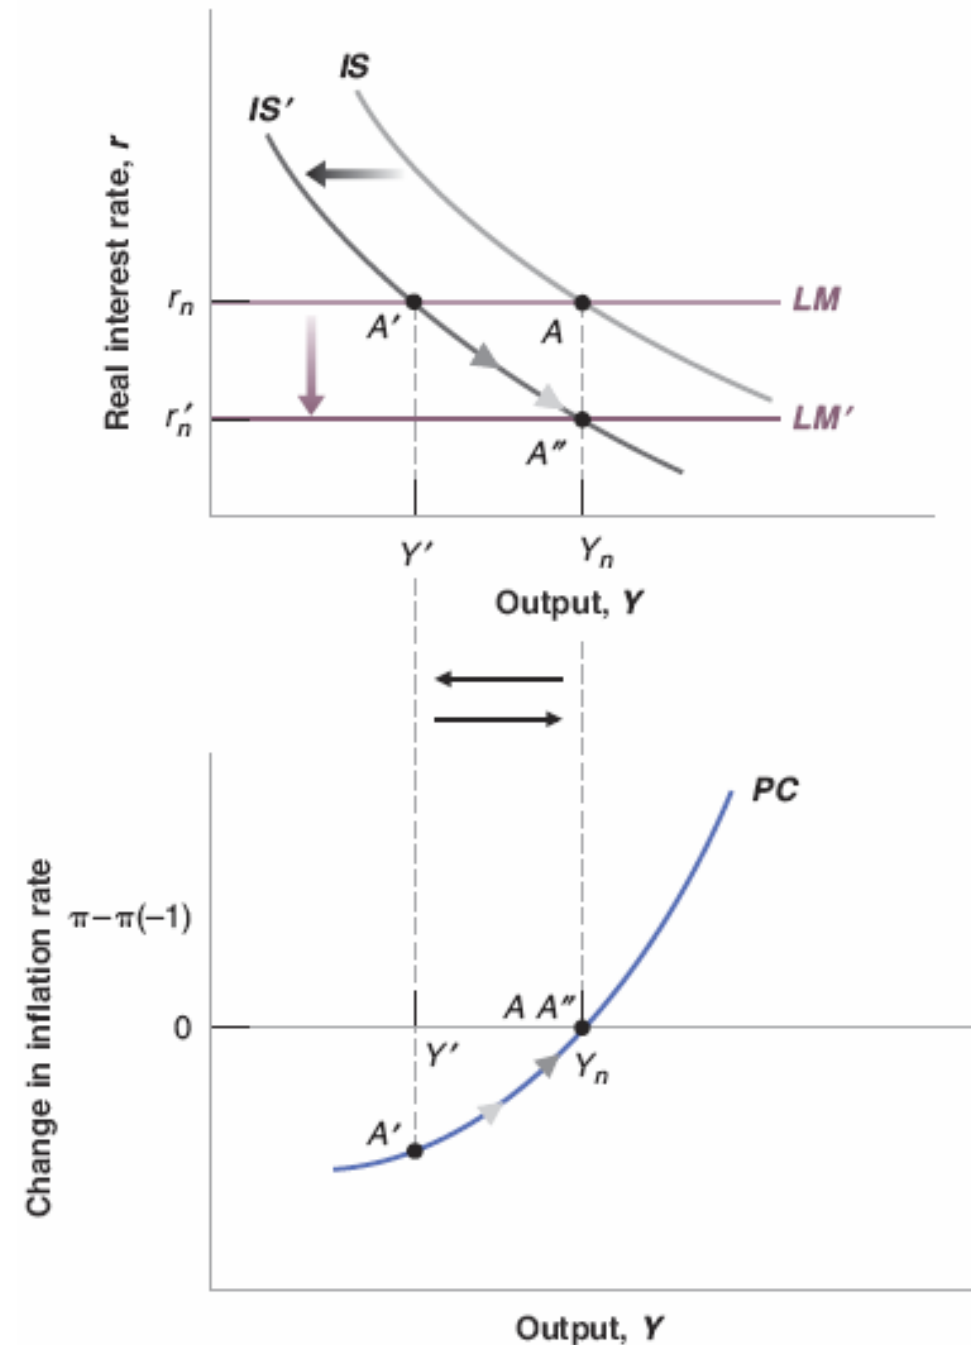 IS
IS′
Real interest rate, r
rn
LM
A′
A
r′n
LM′
A″
Y′
Yn
Output, Y
PC
Change in inflation rate
π−π(−1)
A A″
0
Y′
Yn
A′
Output, Y